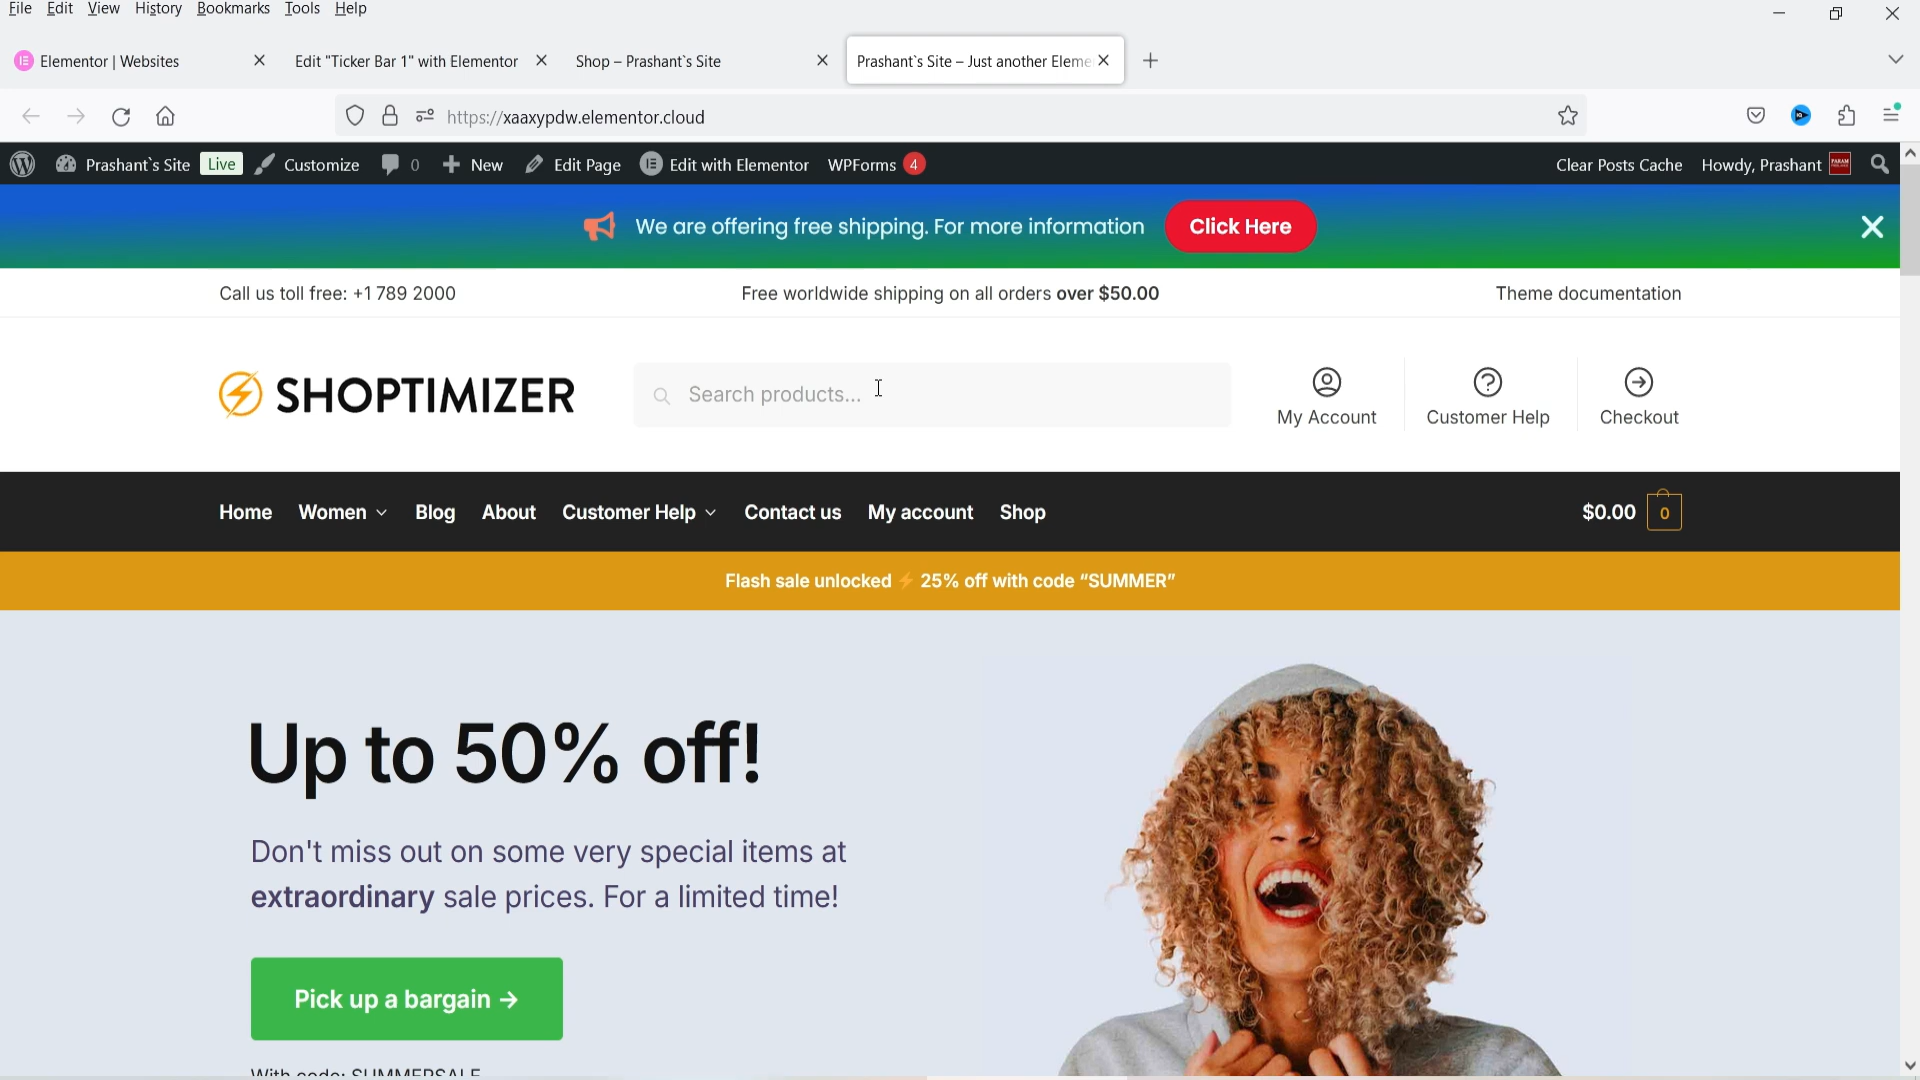 File Edit View History Bookmarks Tools Help
Elementor | Websites
Edit "Ticker Bar 1" with Elementor
Shop – Prashant`s Site
Prashant`s Site – Just another Eleme
https://xaaxypdw.elementor.cloud
Prashant`s Site Live Customize 0 New Edit Page Edit with Elementor WPForms 4 Clear Posts Cache Howdy, Prashant
We are offering free shipping. For more information Click Here
Call us toll free: +1 789 2000 Free worldwide shipping on all orders over $50.00 Theme documentation
SHOPTIMIZER Search products...
My Account Customer Help Checkout
Home Women Blog About Customer Help Contact us My account Shop $0.00 0
Flash sale unlocked ⚡ 25% off with code “SUMMER”
Up to 50% off!
Don't miss out on some very special items at
extraordinary sale prices. For a limited time!
Pick up a bargain →
With code: SUMMERSALE